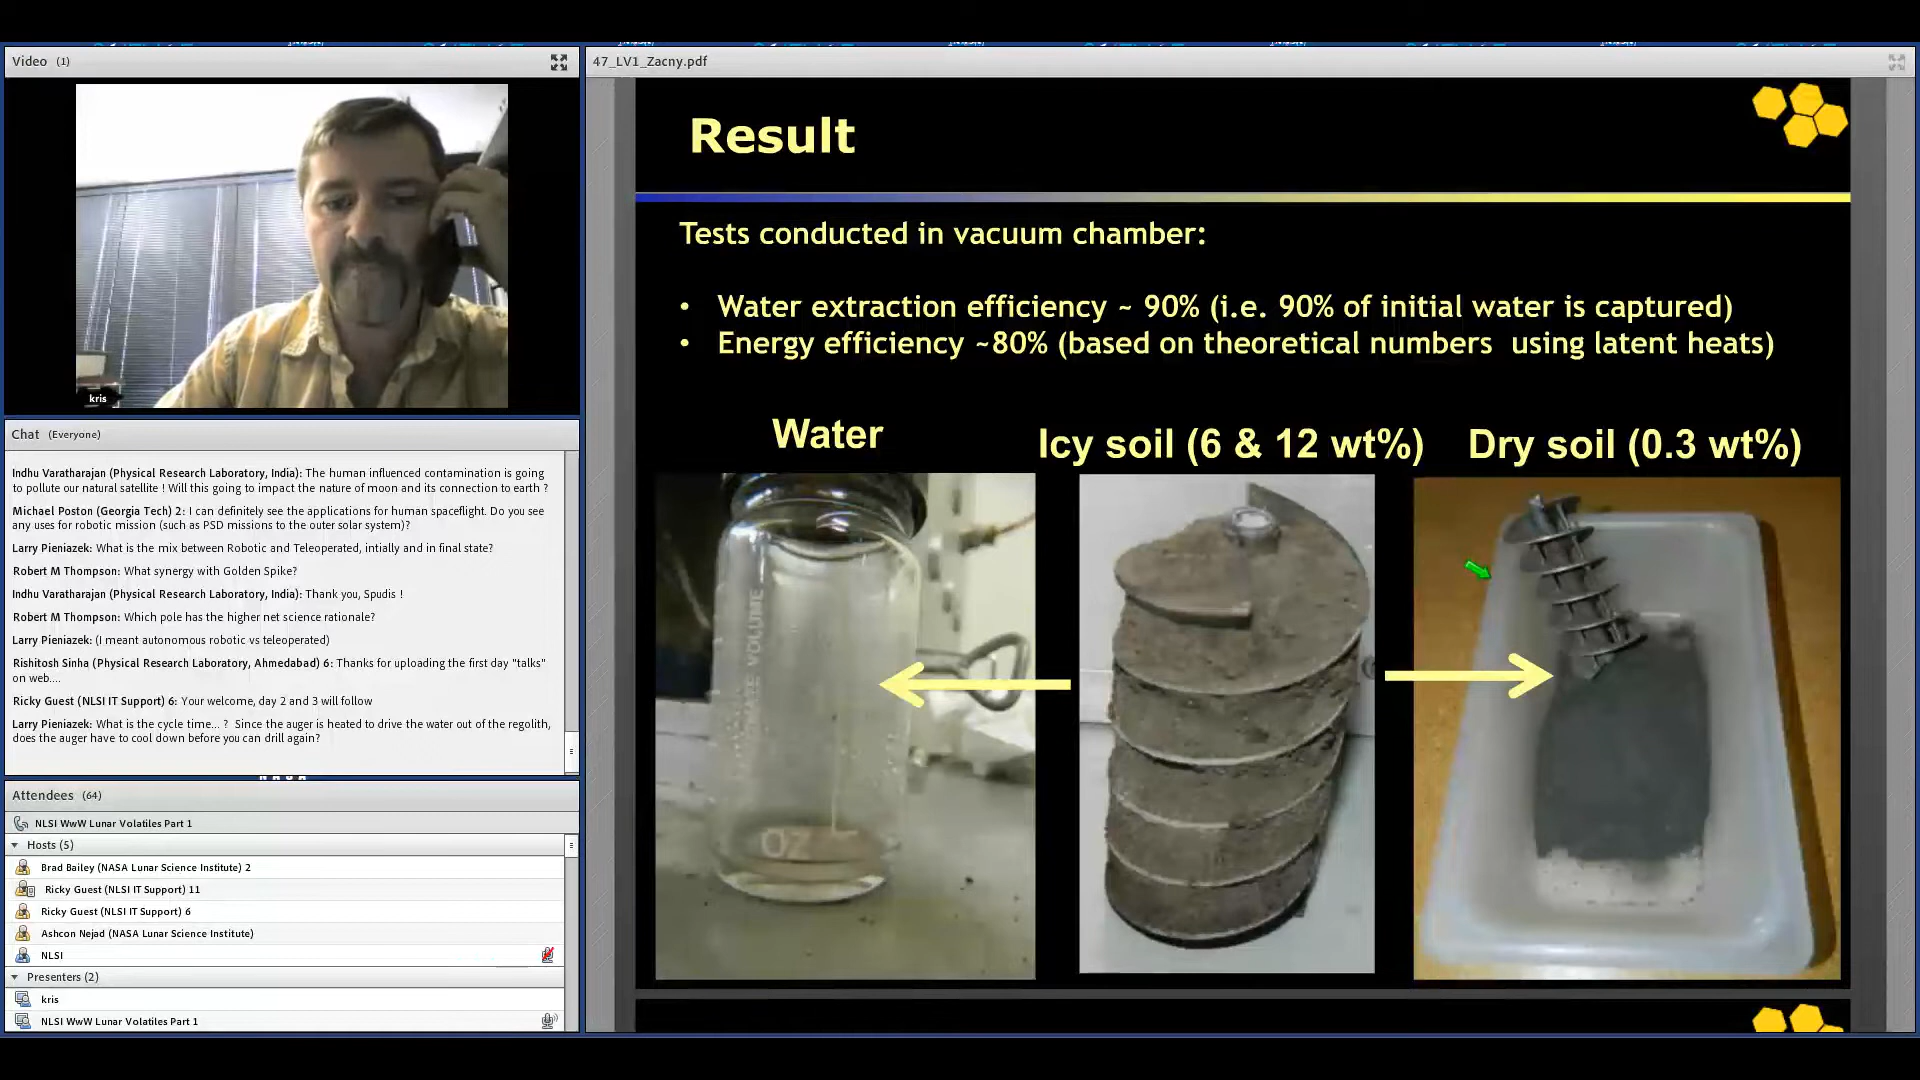 Video (1)
kris
Chat (Everyone)
Indhu Varatharajan (Physical Research Laboratory, India): The human influenced contamination is going
to pollute our natural satellite ! Will this going to impact the nature of moon and its connection to earth ?
Michael Poston (Georgia Tech) 2: I can definitely see the applications for human spaceflight. Do you see
any uses for robotic mission (such as PSD missions to the outer solar system)?
Larry Pieniazek: What is the mix between Robotic and Teleoperated, intially and in final state?
Robert M Thompson: What synergy with Golden Spike?
Indhu Varatharajan (Physical Research Laboratory, India): Thank you, Spudis !
Robert M Thompson: Which pole has the higher net science rationale?
Larry Pieniazek: (I meant autonomous robotic vs teleoperated)
Rishitosh Sinha (Physical Research Laboratory, Ahmedabad) 6: Thanks for uploading the first day "talks"
on web....
Ricky Guest (NLSI IT Support) 6: Your welcome, day 2 and 3 will follow
Larry Pieniazek: What is the cycle time... ? Since the auger is heated to drive the water out of the regolith,
does the auger have to cool down before you can drill again?
Attendees (64)
NLSI WwW Lunar Volatiles Part 1
Hosts (5)
Brad Bailey (NASA Lunar Science Institute) 2
Ricky Guest (NLSI IT Support) 11
Ricky Guest (NLSI IT Support) 6
Ashcon Nejad (NASA Lunar Science Institute)
NLSI
Presenters (2)
kris
NLSI WwW Lunar Volatiles Part 1
47_LV1_Zacny.pdf
Result
Tests conducted in vacuum chamber:
• Water extraction efficiency ~ 90% (i.e. 90% of initial water is captured)
• Energy efficiency ~80% (based on theoretical numbers using latent heats)
Water
Icy soil (6 & 12 wt%)
Dry soil (0.3 wt%)
VOLUME
OZ